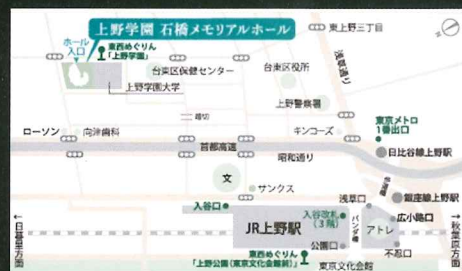 上野学園 石橋メモリアルホール
ホール
入口
東西めぐりん
「上野学園」
東上野三丁目
浅草通り
台東区保健センター
台東区役所
上野学園大学
上野警察署
踏切
東京メトロ
1番出口
ローソン
向津歯科
キンコーズ
首都高速
昭和通り
日比谷線上野駅
文
サンクス
浅草口
銀座線上野駅
入谷口
入谷改札
(3階)
パンダ橋
広小路口
JR上野駅
アトレ
公園口
不忍口
←日暮里方面
秋葉原方面→
東西めぐりん
「上野公園(東京文化会館前)」
東京文化会館